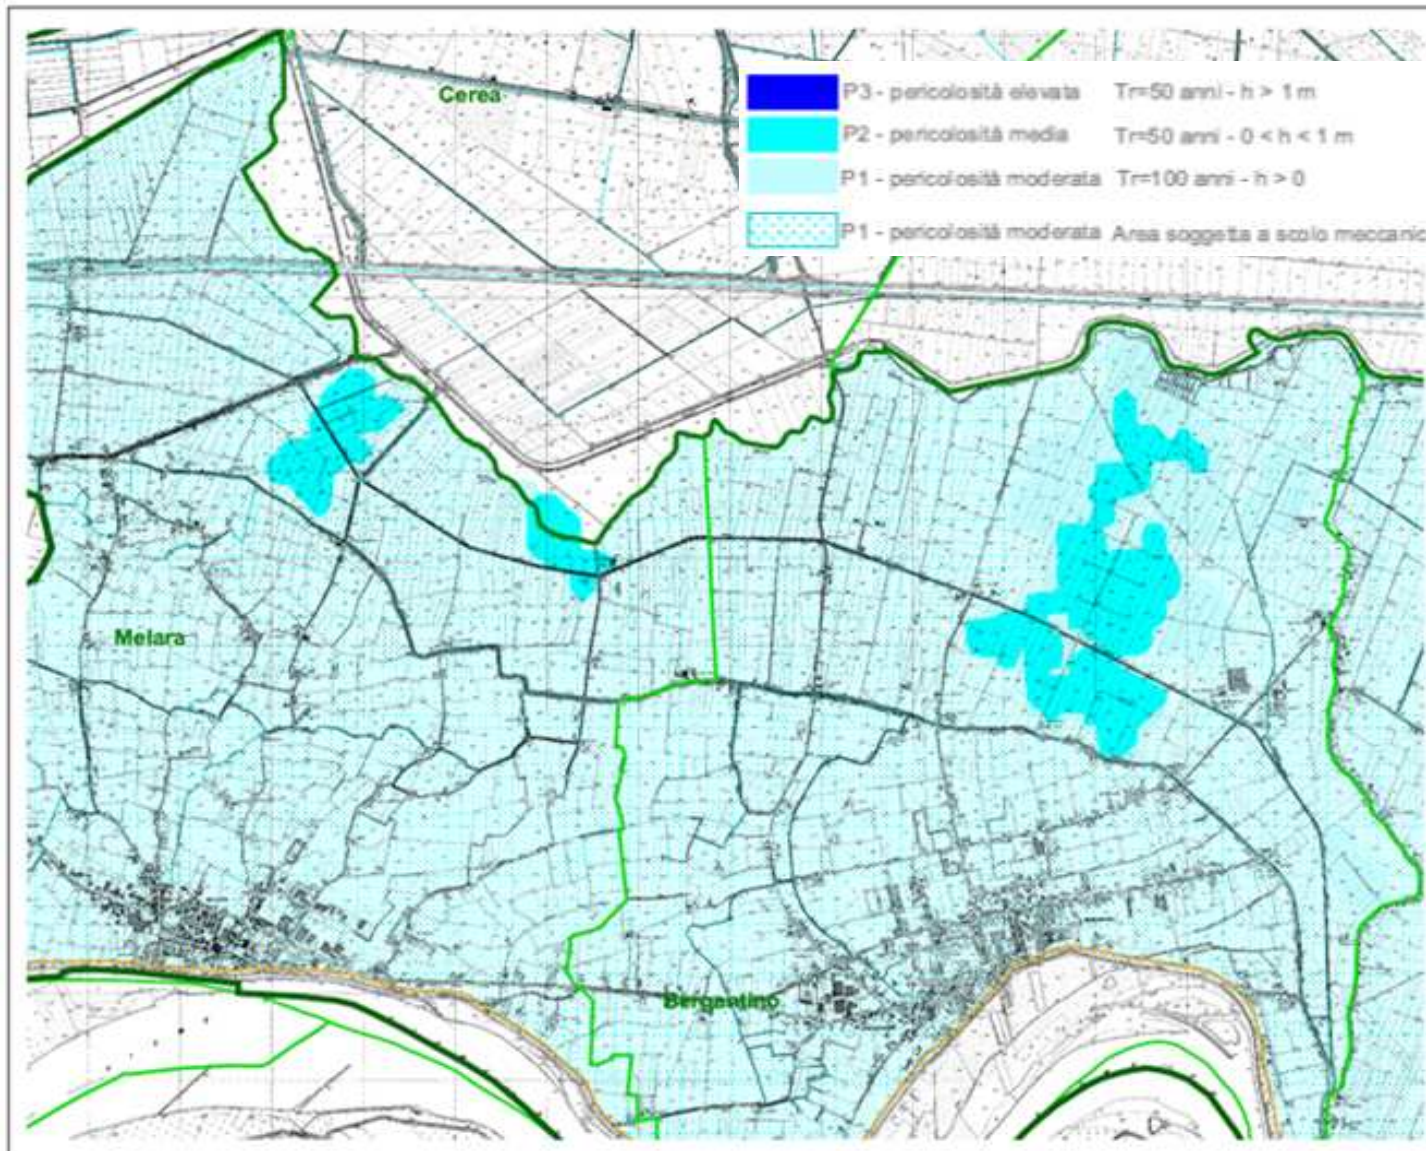 Cerea
P3 - pericolosità elevata Tr=50 anni - h > 1 m
P2 - pericolosità media Tr=50 anni - 0 < h < 1 m
P1 - pericolosità moderata Tr=100 anni - h > 0
P1 - pericolosità moderata Area soggetta a scolo meccanic
Melara
Bergantino